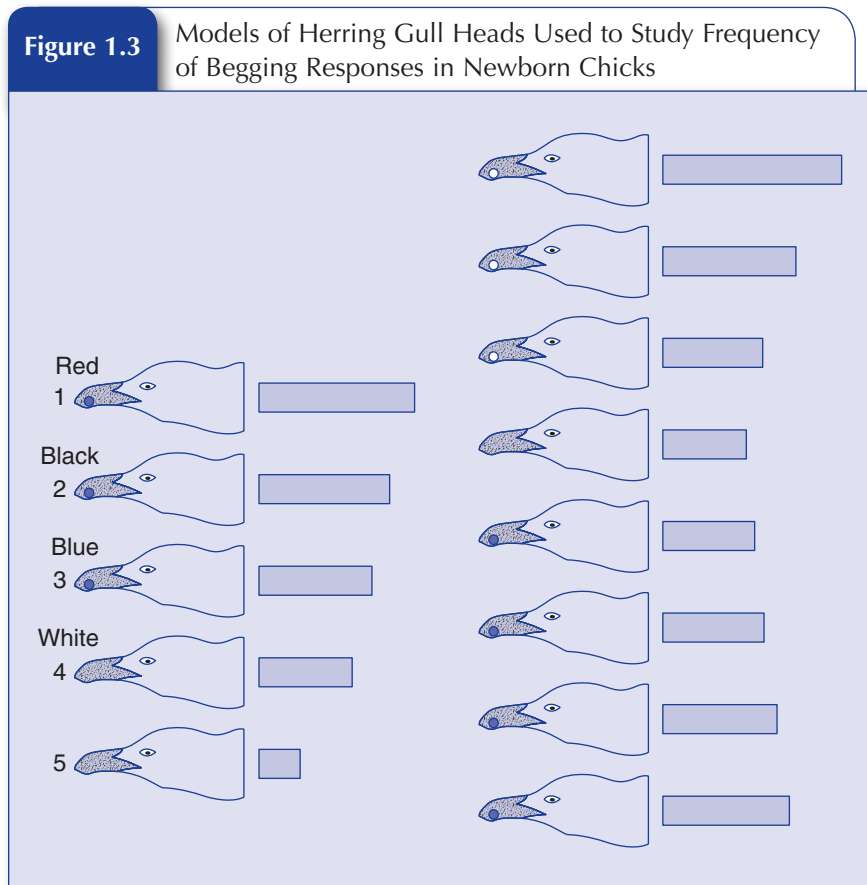 Figure 1.3
Models of Herring Gull Heads Used to Study Frequency
of Begging Responses in Newborn Chicks
Red
1
Black
2
Blue
3
White
4
5